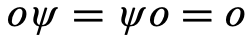 oψ = ψo = o